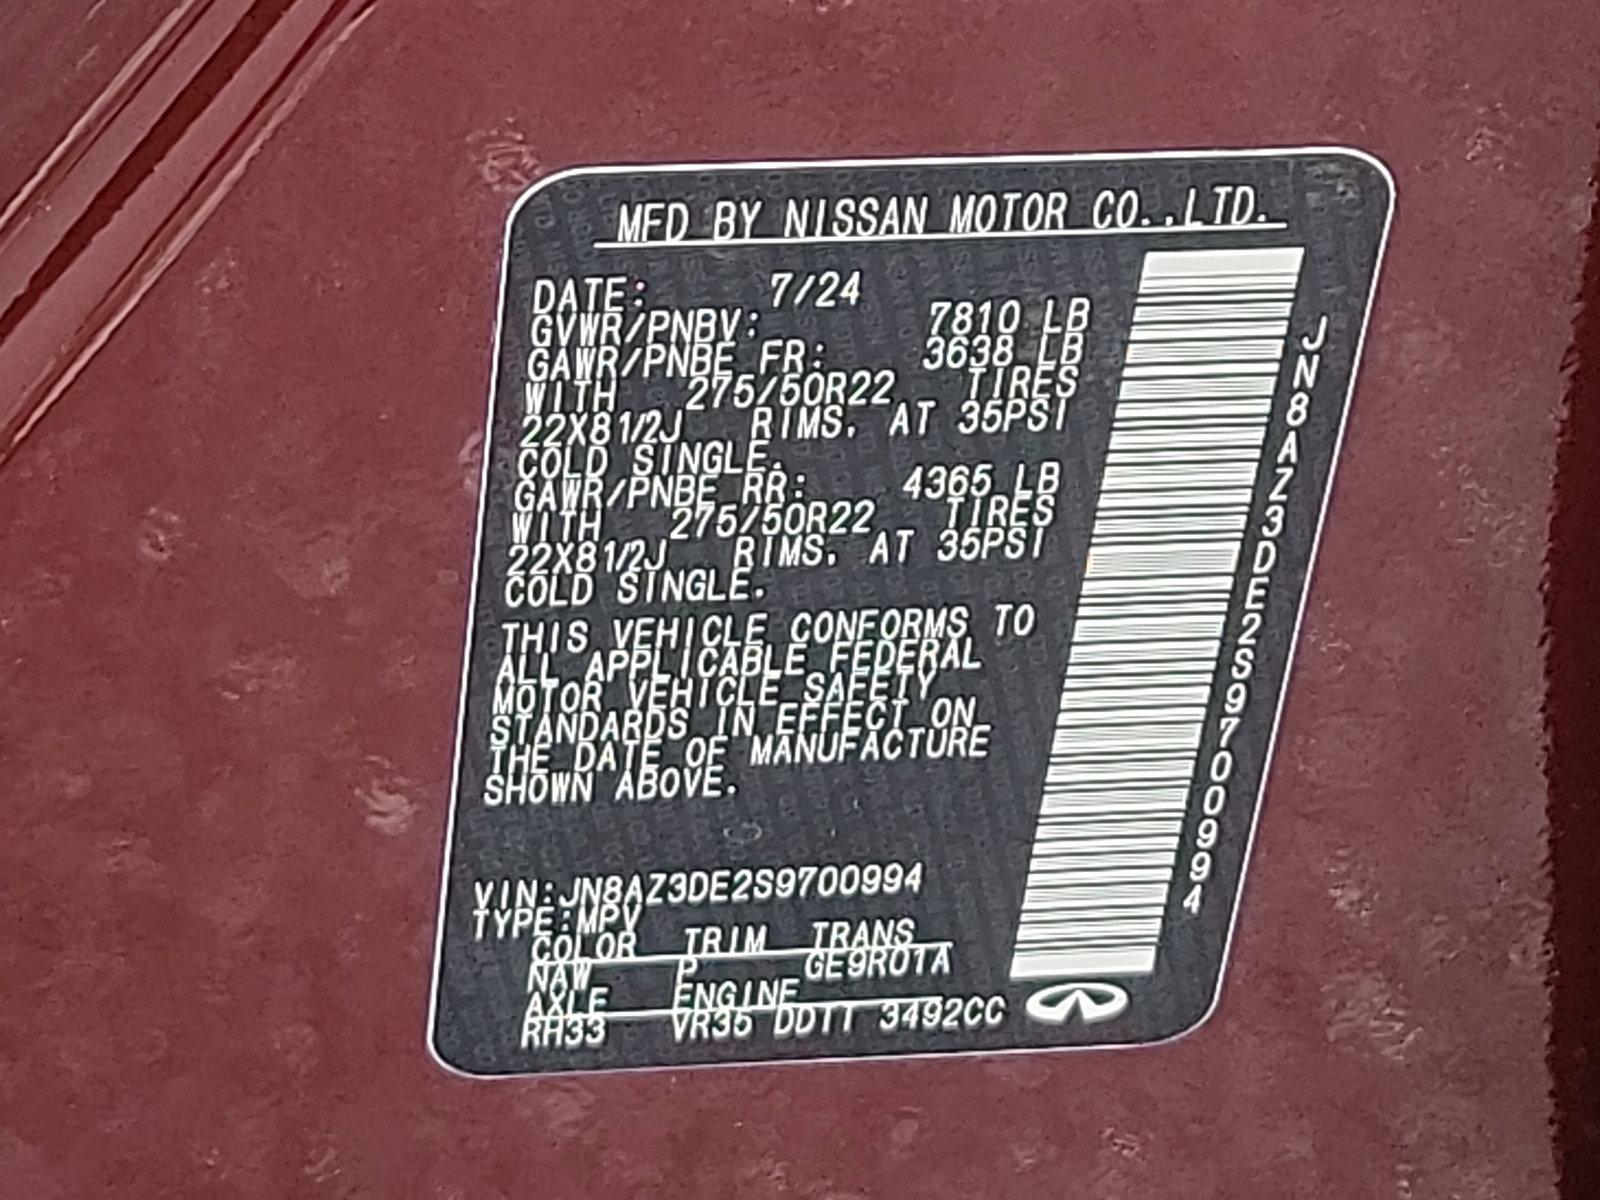 MFD BY NISSAN MOTOR CO.,LTD.
DATE: 7/24
GVWR/PNBV: 7810 LB
GAWR/PNBE FR: 3638 LB
WITH 275/50R22 TIRES
22X8 1/2J RIMS, AT 35PSI
COLD SINGLE.
GAWR/PNBE RR: 4365 LB
WITH 275/50R22 TIRES
22X8 1/2J RIMS, AT 35PSI
COLD SINGLE.
THIS VEHICLE CONFORMS TO
ALL APPLICABLE FEDERAL
MOTOR VEHICLE SAFETY
STANDARDS IN EFFECT ON
THE DATE OF MANUFACTURE
SHOWN ABOVE.
VIN:JN8AZ3DE2S9700994
TYPE:MPV
COLOR TRIM TRANS
NAW P GE9R01A
AXLE ENGINE
RH33 VR35 DDTT 3492CC
JN8AZ3DE2S9700994